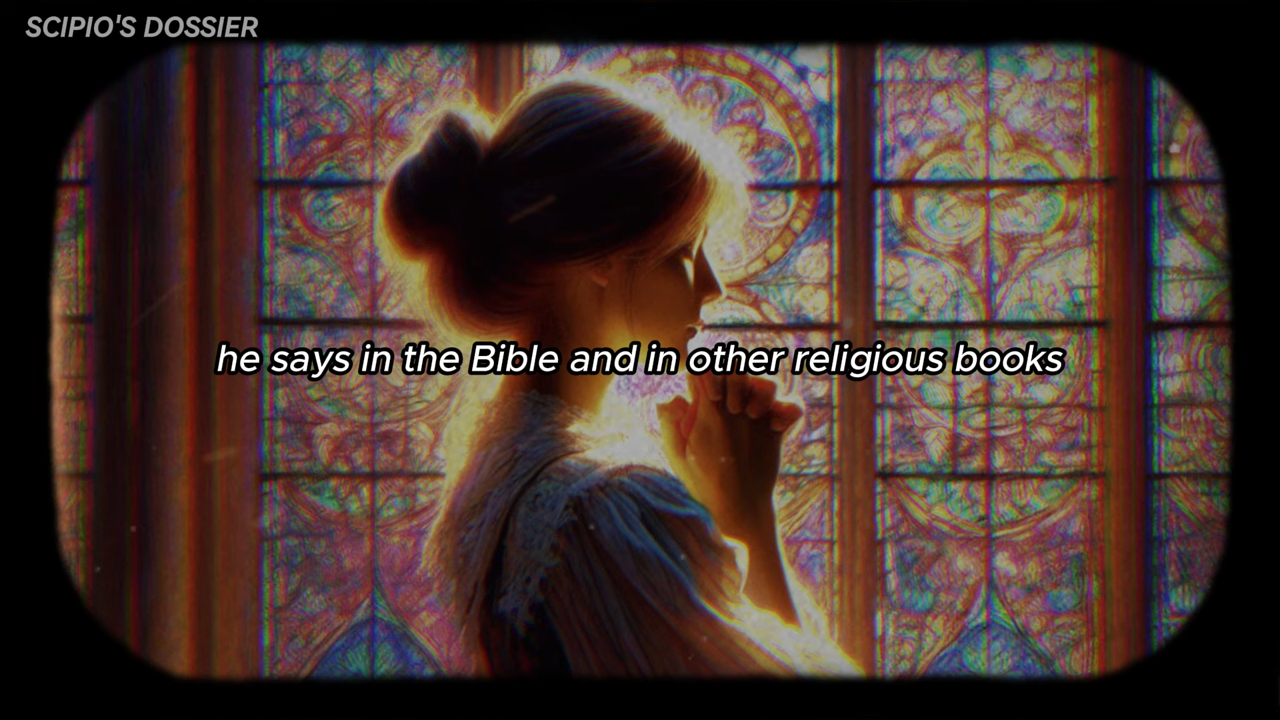 SCIPIO'S DOSSIER
he says in the Bible and in other religious books